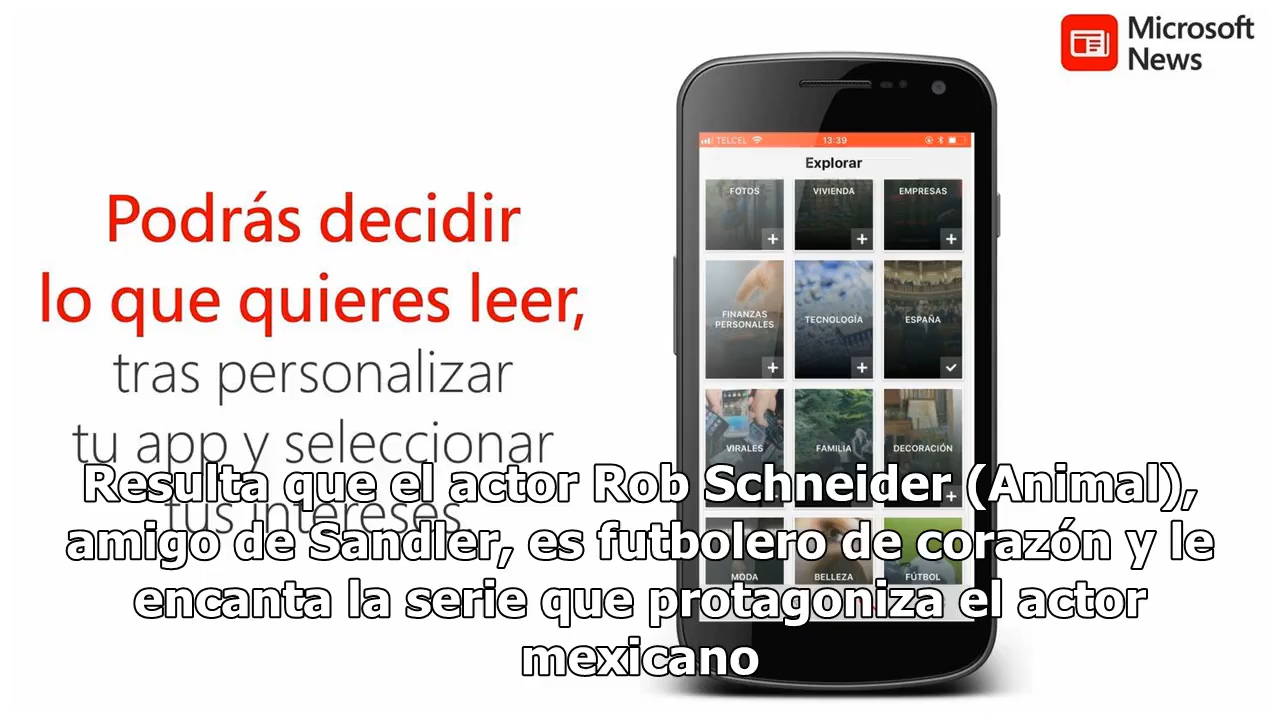 Microsoft
News
Podrás decidir
lo que quieres leer,
tras personalizar
tu app y seleccionar
tus intereses.
TELCEL 13:39
Explorar
FOTOS VIVIENDA EMPRESAS
FINANZAS
PERSONALES TECNOLOGÍA ESPAÑA
VIRALES FAMILIA DECORACIÓN
MODA BELLEZA FÚTBOL
Resulta que el actor Rob Schneider (Animal),
amigo de Sandler, es futbolero de corazón y le
encanta la serie que protagoniza el actor
mexicano